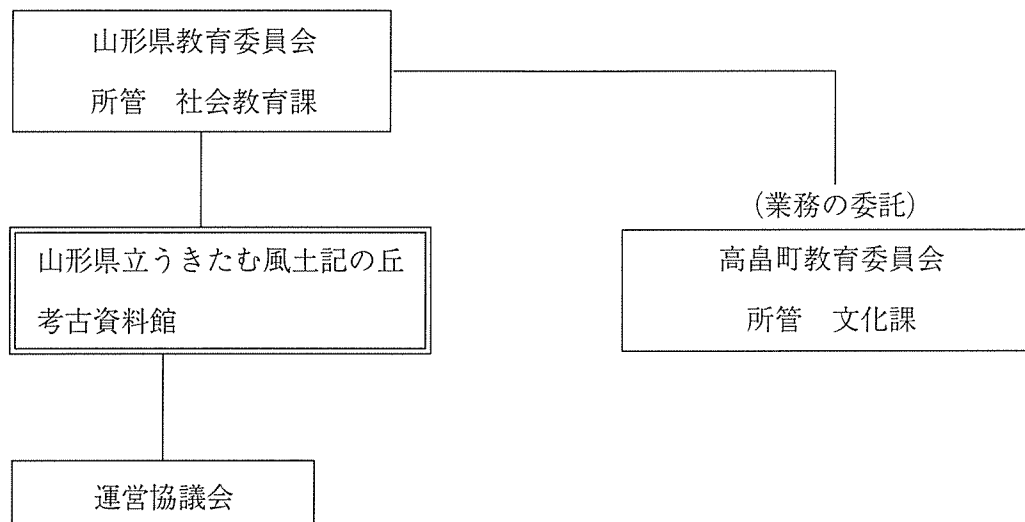 山形県教育委員会
所管　社会教育課
(業務の委託)
山形県立うきたむ風土記の丘
考古資料館
高畠町教育委員会
所管　文化課
運営協議会